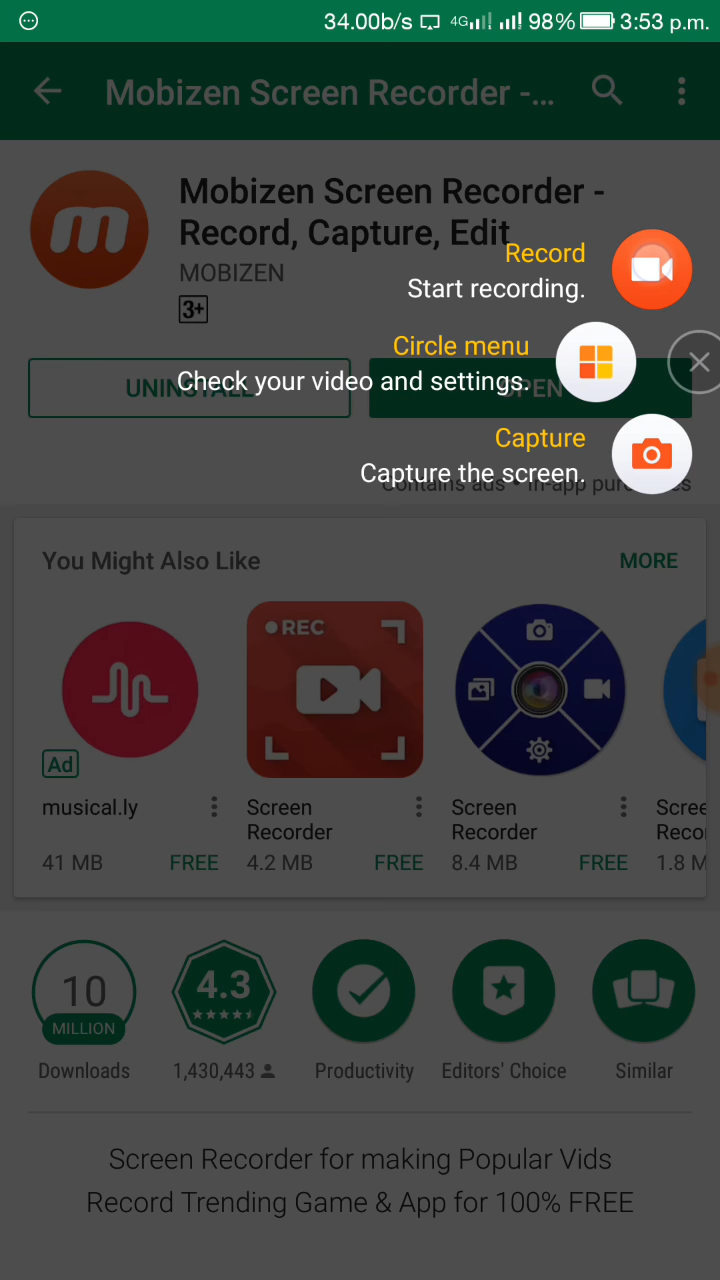 34.00b/s 4G 98% 3:53 p.m.
Mobizen Screen Recorder -...
Mobizen Screen Recorder -
Record, Capture, Edit
MOBIZEN
3+
Record
Start recording.
Circle menu
Check your video and settings.
UNINSTALL
OPEN
Capture
Capture the screen.
Contains ads • In-app purchases
You Might Also Like
MORE
REC
Ad
musical.ly
41 MB FREE
Screen
Recorder
4.2 MB FREE
Screen
Recorder
8.4 MB FREE
Scree
Recor
1.8 M
10
MILLION
Downloads
4.3
1,430,443
Productivity
Editors' Choice
Similar
Screen Recorder for making Popular Vids
Record Trending Game & App for 100% FREE